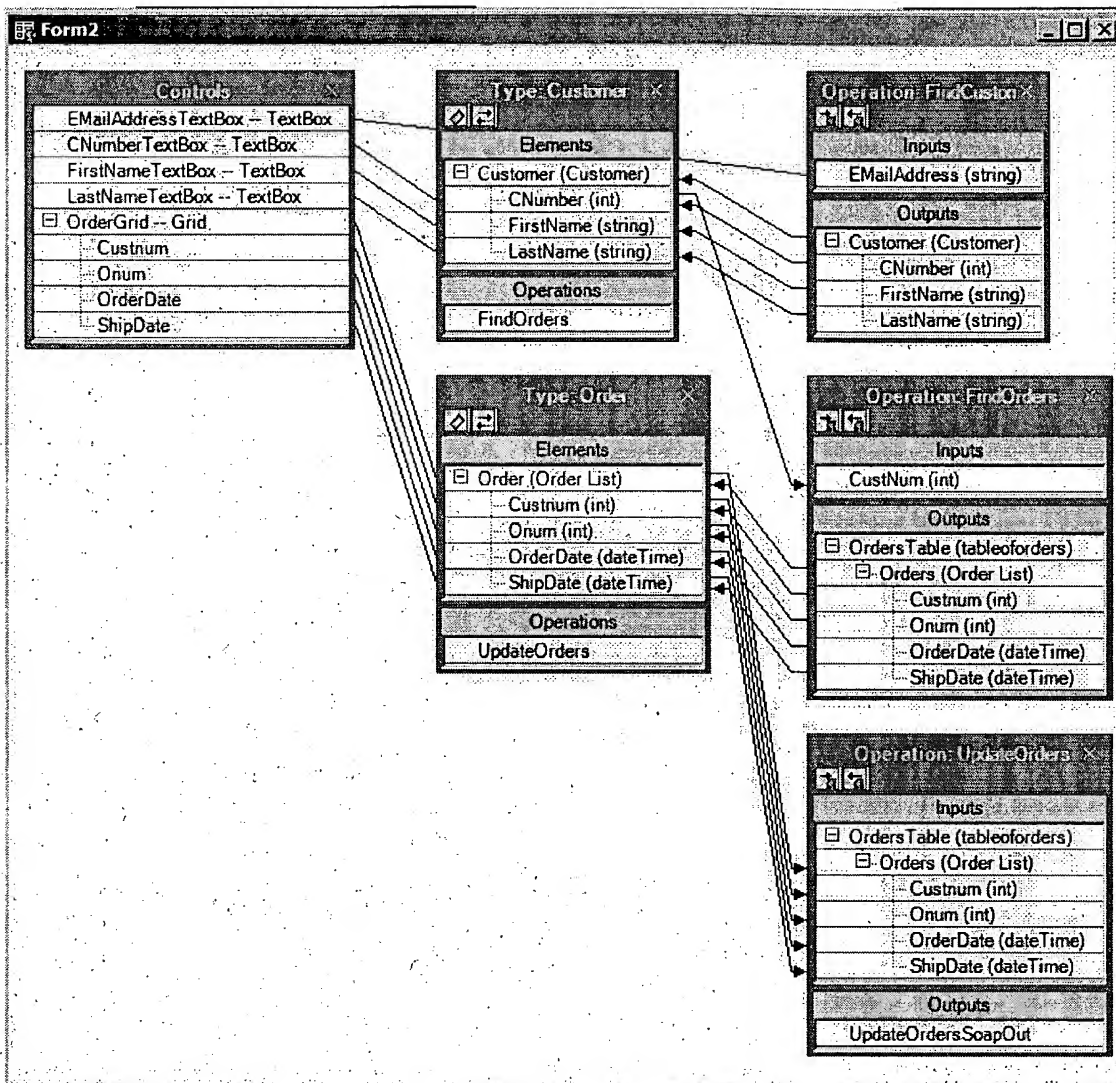 Form2
Controls
EMailAddressTextBox -- TextBox
CNumberTextBox -- TextBox
FirstNameTextBox -- TextBox
LastNameTextBox -- TextBox
OrderGrid -- Grid
Custnum
Onum
OrderDate
ShipDate
Type: Customer
Elements
Customer (Customer)
CNumber (int)
FirstName (string)
LastName (string)
Operations
FindOrders
Operation: FindCuston
Inputs
EMailAddress (string)
Outputs
Customer (Customer)
CNumber (int)
FirstName (string)
LastName (string)
Type: Order
Elements
Order (Order List)
Custnum (int)
Onum (int)
OrderDate (dateTime)
ShipDate (dateTime)
Operations
UpdateOrders
Operation: FindOrders
Inputs
CustNum (int)
Outputs
OrdersTable (tableoforders)
Orders (Order List)
Custnum (int)
Onum (int)
OrderDate (dateTime)
ShipDate (dateTime)
Operation: UpdateOrders
Inputs
OrdersTable (tableoforders)
Orders (Order List)
Custnum (int)
Onum (int)
OrderDate (dateTime)
ShipDate (dateTime)
Outputs
UpdateOrdersSoapOut